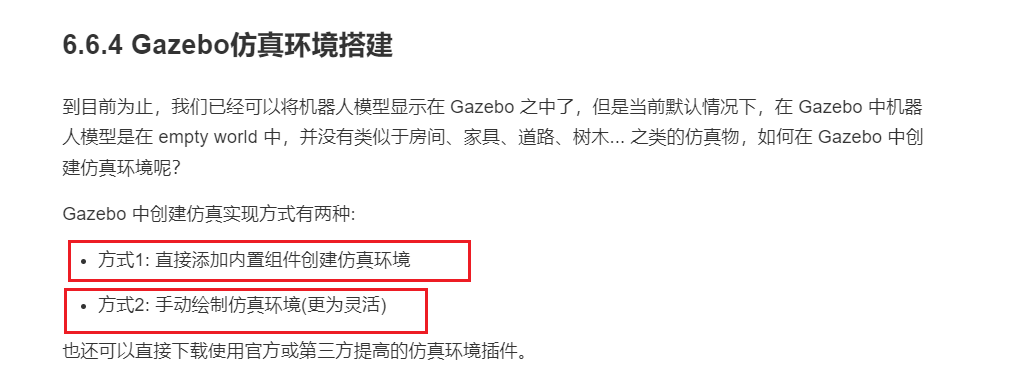 6.6.4 Gazebo仿真环境搭建
到目前为止，我们已经可以将机器人模型显示在 Gazebo 之中了，但是当前默认情况下，在 Gazebo 中机器
人模型是在 empty world 中，并没有类似于房间、家具、道路、树木... 之类的仿真物，如何在 Gazebo 中创
建仿真环境呢？
Gazebo 中创建仿真实现方式有两种:
• 方式1: 直接添加内置组件创建仿真环境
• 方式2: 手动绘制仿真环境(更为灵活)
也还可以直接下载使用官方或第三方提高的仿真环境插件。